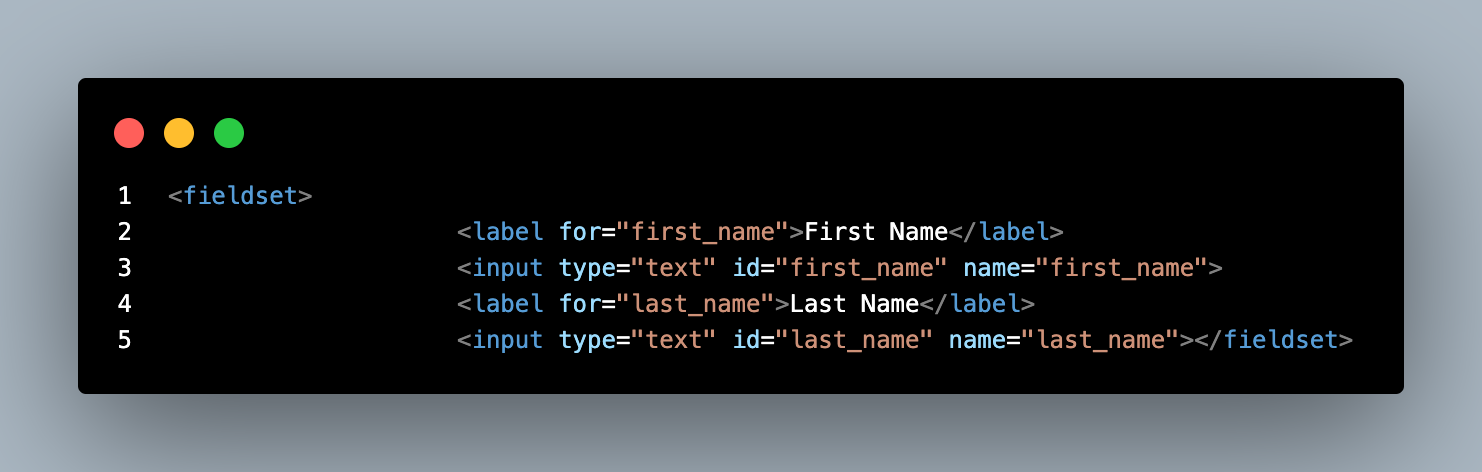 1 <fieldset>
2 <label for="first_name">First Name</label>
3 <input type="text" id="first_name" name="first_name">
4 <label for="last_name">Last Name</label>
5 <input type="text" id="last_name" name="last_name"></fieldset>